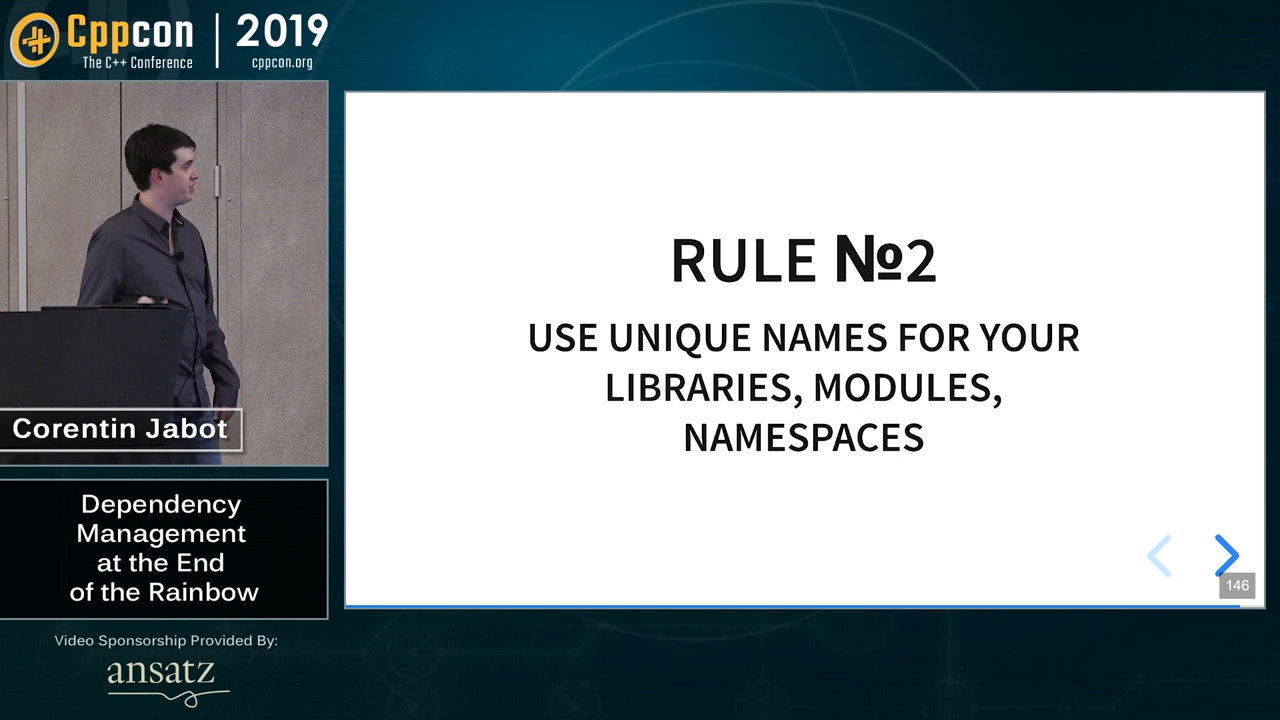 Cppcon
The C++ Conference
2019
cppcon.org
RULE №2
USE UNIQUE NAMES FOR YOUR
LIBRARIES, MODULES,
NAMESPACES
146
Corentin Jabot
Dependency
Management
at the End
of the Rainbow
Video Sponsorship Provided By:
ansatz